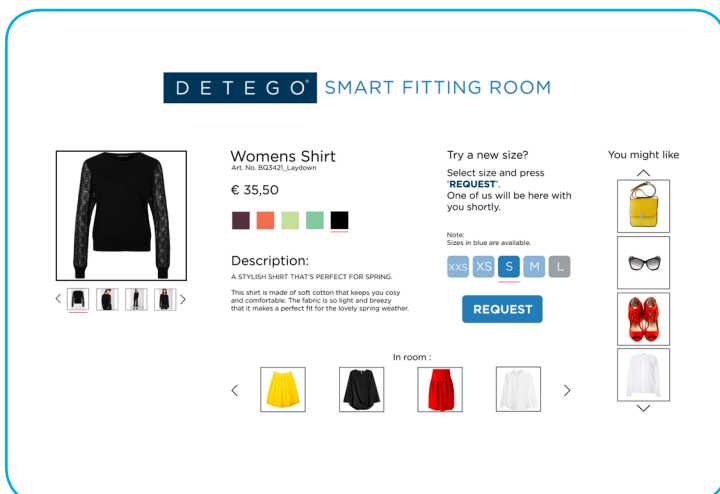 DETEGO® SMART FITTING ROOM
Womens Shirt
Art. No. BQ3421_Laydown
€ 35,50
Description:
A STYLISH SHIRT THAT'S PERFECT FOR SPRING.
This shirt is made of soft cotton that keeps you cosy
and comfortable. The fabric is so light and breezy
that it makes a perfect fit for the lovely spring weather.
Try a new size?
Select size and press
'REQUEST'.
One of us will be here with
you shortly.
Note:
Sizes in blue are available.
XXS XS S M L
REQUEST
You might like
In room :